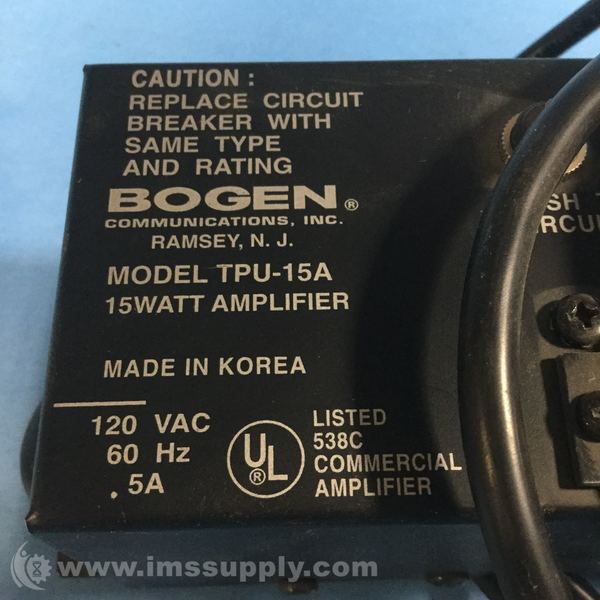 CAUTION :
REPLACE CIRCUIT
BREAKER WITH
SAME TYPE
AND RATING
BOGEN ®
COMMUNICATIONS, INC.
RAMSEY, N. J.
MODEL TPU-15A
15WATT AMPLIFIER
MADE IN KOREA
120 VAC
60 Hz
.5A
UL ®
LISTED
538C
COMMERCIAL
AMPLIFIER
www.imssupply.com